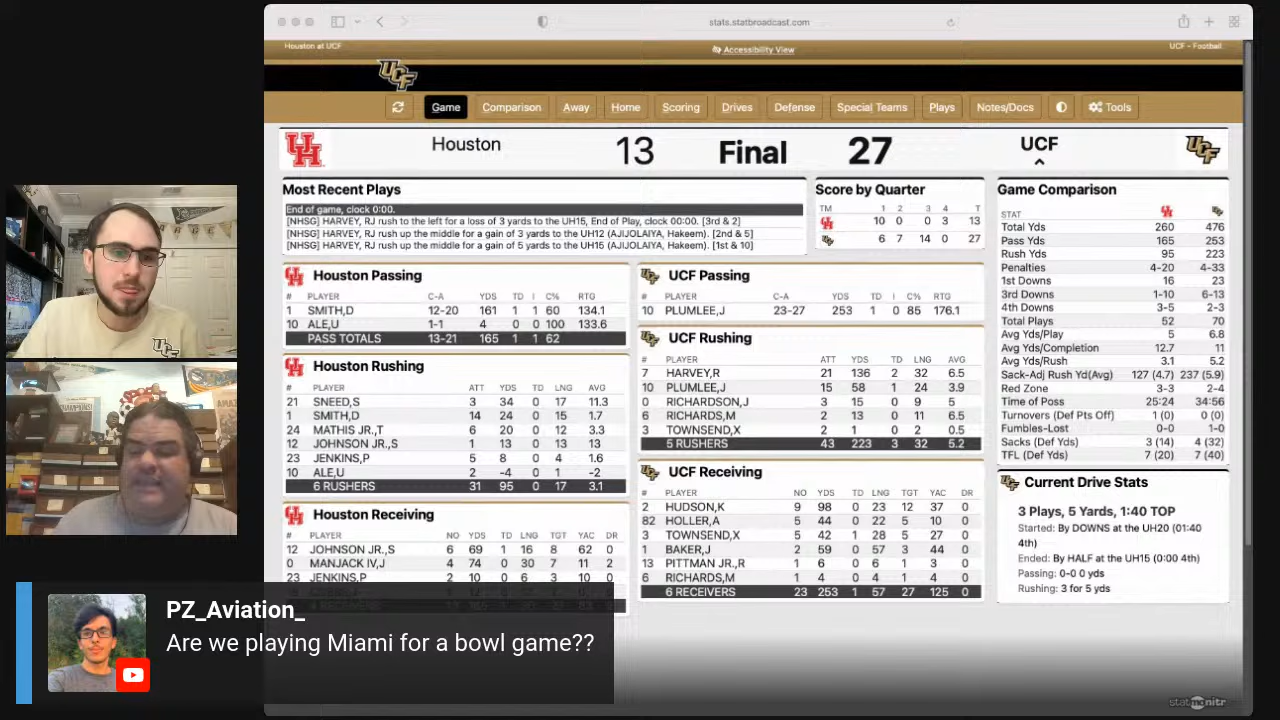 stats.statbroadcast.com
Houston at UCF
Accessibility View
UCF - Football
UCF
Game Comparison Away Home Scoring Drives Defense Special Teams Plays Notes/Docs Tools
Houston 13 Final 27 UCF
Most Recent Plays
End of game, clock 0:00.
[NHSG] HARVEY, RJ rush to the left for a loss of 3 yards to the UH15, End of Play, clock 00:00. [3rd & 2]
[NHSG] HARVEY, RJ rush up the middle for a gain of 3 yards to the UH12 (AJIJOLAIYA, Hakeem). [2nd & 5]
[NHSG] HARVEY, RJ rush up the middle for a gain of 5 yards to the UH15 (AJIJOLAIYA, Hakeem). [1st & 10]
Score by Quarter
TM 1 2 3 4 T
10 0 0 3 13
6 7 14 0 27
Game Comparison
STAT
Total Yds 260 476
Pass Yds 165 253
Rush Yds 95 223
Penalties 4-20 4-33
1st Downs 16 23
3rd Downs 1-10 6-13
4th Downs 3-5 2-3
Total Plays 52 70
Avg Yds/Play 5 6.8
Avg Yds/Completion 12.7 11
Avg Yds/Rush 3.1 5.2
Sack-Adj Rush Yd(Avg) 127 (4.7) 237 (5.9)
Red Zone 3-3 2-4
Time of Poss 25:24 34:56
Turnovers (Def Pts Off) 1 (0) 0 (0)
Fumbles-Lost 0-0 1-0
Sacks (Def Yds) 3 (14) 4 (32)
TFL (Def Yds) 7 (20) 7 (40)
Houston Passing
# PLAYER C-A YDS TD I C% RTG
1 SMITH,D 12-20 161 1 1 60 134.1
10 ALE,U 1-1 4 0 0 100 133.6
PASS TOTALS 13-21 165 1 1 62
UCF Passing
# PLAYER C-A YDS TD I C% RTG
10 PLUMLEE,J 23-27 253 1 0 85 176.1
Houston Rushing
# PLAYER ATT YDS TD LNG AVG
21 SNEED,S 3 34 0 17 11.3
1 SMITH,D 14 24 0 15 1.7
24 MATHIS JR.,T 6 20 0 12 3.3
12 JOHNSON JR.,S 1 13 0 13 13
23 JENKINS,P 5 8 0 4 1.6
10 ALE,U 2 -4 0 1 -2
6 RUSHERS 31 95 0 17 3.1
UCF Rushing
# PLAYER ATT YDS TD LNG AVG
7 HARVEY,R 21 136 2 32 6.5
10 PLUMLEE,J 15 58 1 24 3.9
0 RICHARDSON,J 3 15 0 9 5
6 RICHARDS,M 2 13 0 11 6.5
3 TOWNSEND,X 2 1 0 2 0.5
5 RUSHERS 43 223 3 32 5.2
Houston Receiving
# PLAYER NO YDS TD LNG TGT YAC DR
12 JOHNSON JR.,S 6 69 1 16 8 62 0
0 MANJACK IV,J 4 74 0 30 7 11 2
23 JENKINS,P 2 10 0 6 3 10 0
UCF Receiving
# PLAYER NO YDS TD LNG TGT YAC DR
2 HUDSON,K 9 98 0 23 12 37 0
82 HOLLER,A 5 44 0 22 5 10 0
3 TOWNSEND,X 5 42 1 28 5 27 0
1 BAKER,J 2 59 0 57 3 44 0
13 PITTMAN JR.,R 1 6 0 6 1 3 0
6 RICHARDS,M 1 4 0 4 1 4 0
6 RECEIVERS 23 253 1 57 27 125 0
Current Drive Stats
3 Plays, 5 Yards, 1:40 TOP
Started: By DOWNS at the UH20 (01:40
4th)
Ended: By HALF at the UH15 (0:00 4th)
Passing: 0-0 0 yds
Rushing: 3 for 5 yds
PZ_Aviation_
Are we playing Miami for a bowl game??
statmonitr